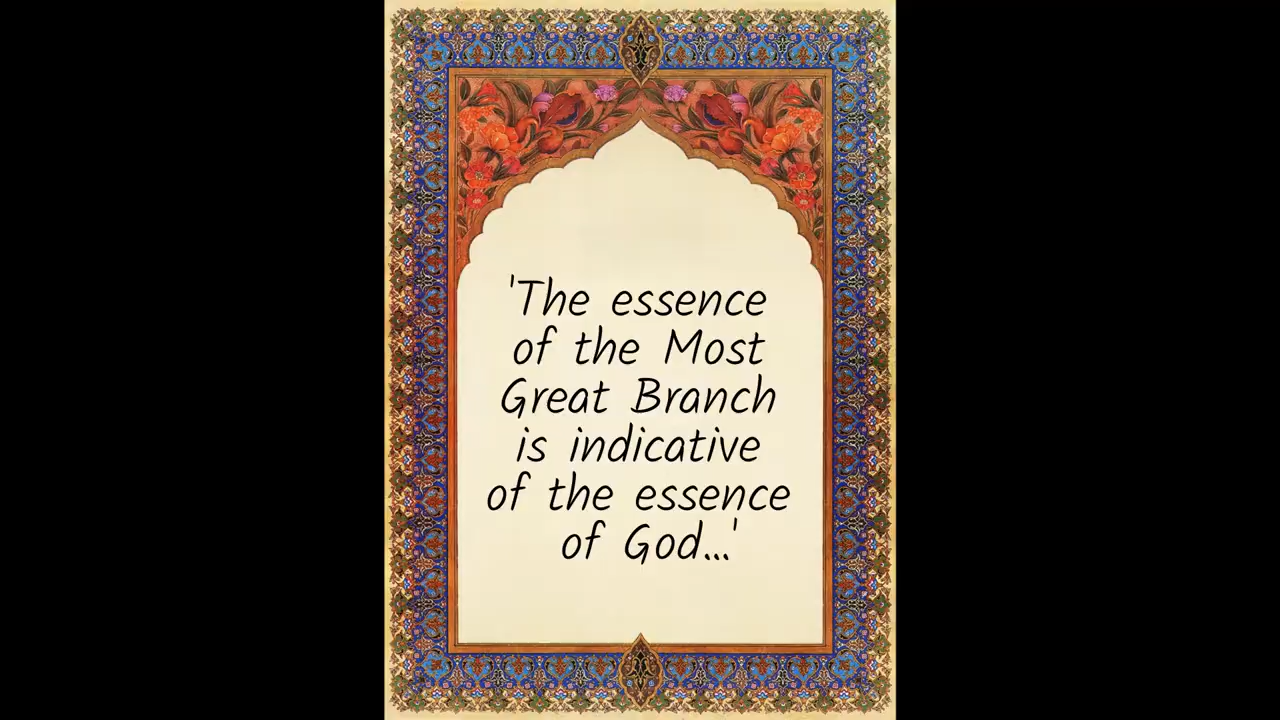 'The essence
of the Most
Great Branch
is indicative
of the essence
of God...'